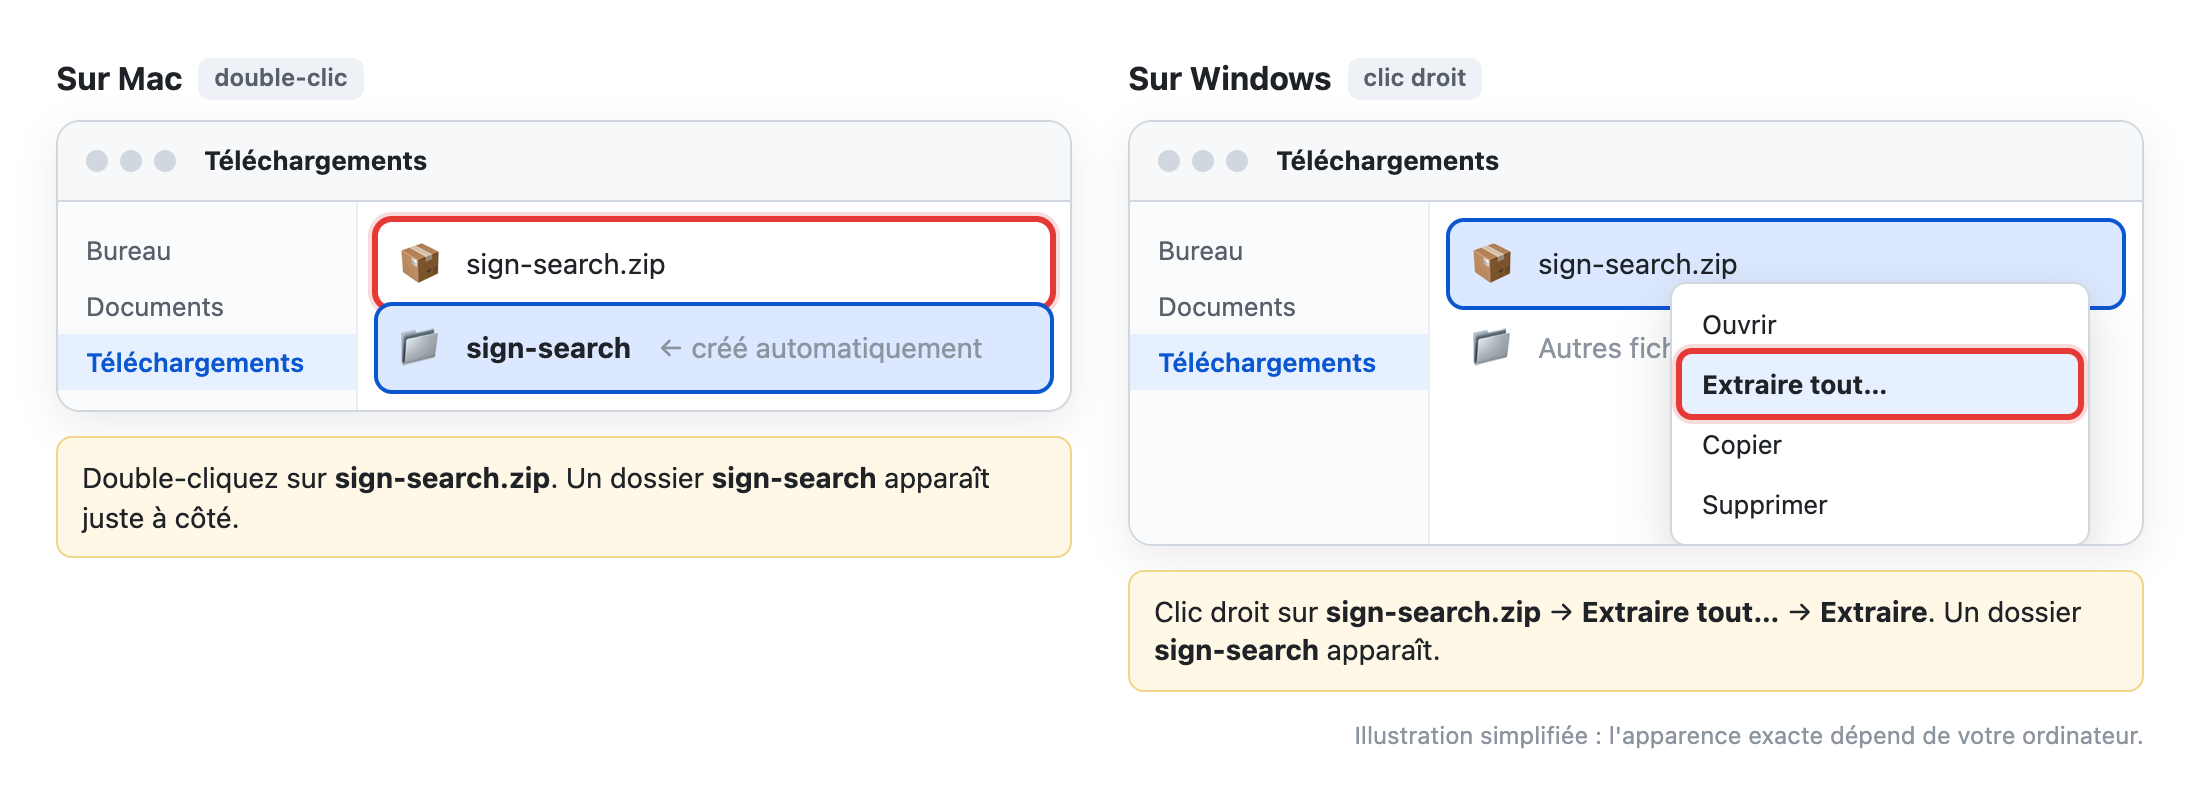 Sur Mac double-clic
Téléchargements
Bureau
Documents
Téléchargements
sign-search.zip
sign-search ← créé automatiquement
Double-cliquez sur sign-search.zip. Un dossier sign-search apparaît
juste à côté.
Sur Windows clic droit
Téléchargements
Bureau
Documents
Téléchargements
sign-search.zip
Autres fich
Ouvrir
Extraire tout...
Copier
Supprimer
Clic droit sur sign-search.zip → Extraire tout... → Extraire. Un dossier
sign-search apparaît.
Illustration simplifiée : l'apparence exacte dépend de votre ordinateur.